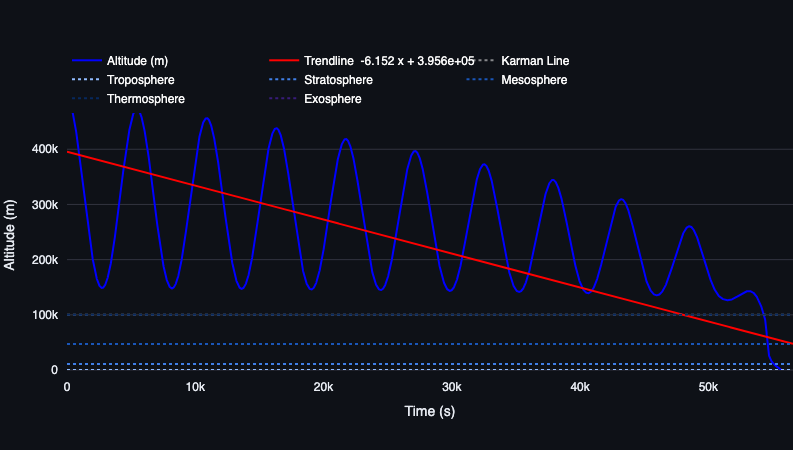 Altitude (m) Trendline -6.152 x + 3.956e+05 Karman Line
Troposphere Stratosphere Mesosphere
Thermosphere Exosphere
400k
300k
200k
100k
0
Altitude (m)
0 10k 20k 30k 40k 50k
Time (s)